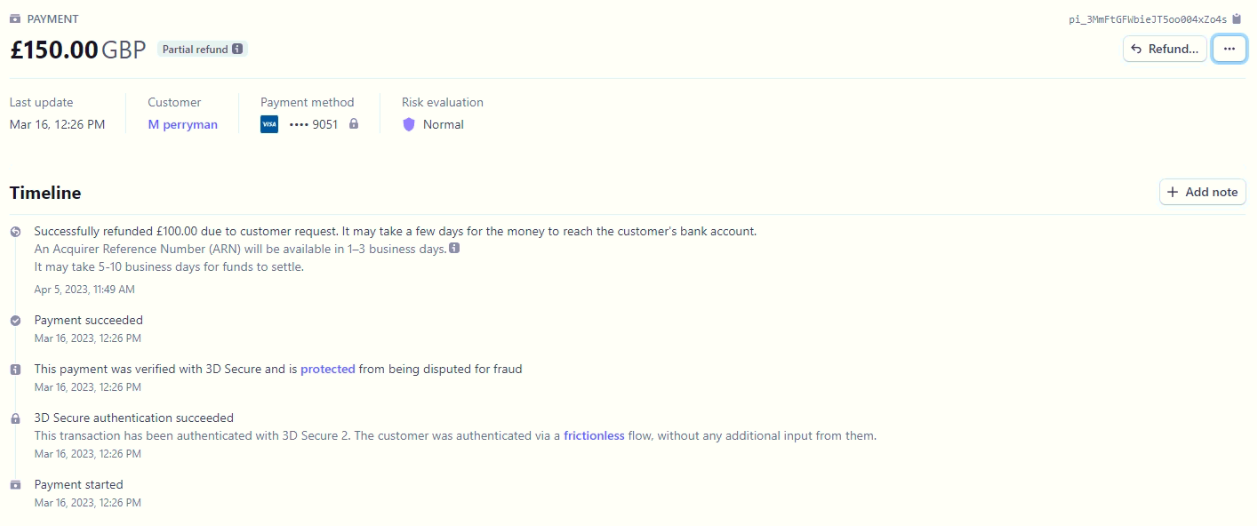 PAYMENT
pi_3MmFtGFWbieJT5oo004xZo4s
£150.00 GBP Partial refund
Refund...
Last update
Customer
Payment method
Risk evaluation
Mar 16, 12:26 PM
M perryman
VISA •••• 9051
Normal
Timeline
+ Add note
Successfully refunded £100.00 due to customer request. It may take a few days for the money to reach the customer's bank account.
An Acquirer Reference Number (ARN) will be available in 1–3 business days.
It may take 5-10 business days for funds to settle.
Apr 5, 2023, 11:49 AM
Payment succeeded
Mar 16, 2023, 12:26 PM
This payment was verified with 3D Secure and is protected from being disputed for fraud
Mar 16, 2023, 12:26 PM
3D Secure authentication succeeded
This transaction has been authenticated with 3D Secure 2. The customer was authenticated via a frictionless flow, without any additional input from them.
Mar 16, 2023, 12:26 PM
Payment started
Mar 16, 2023, 12:26 PM